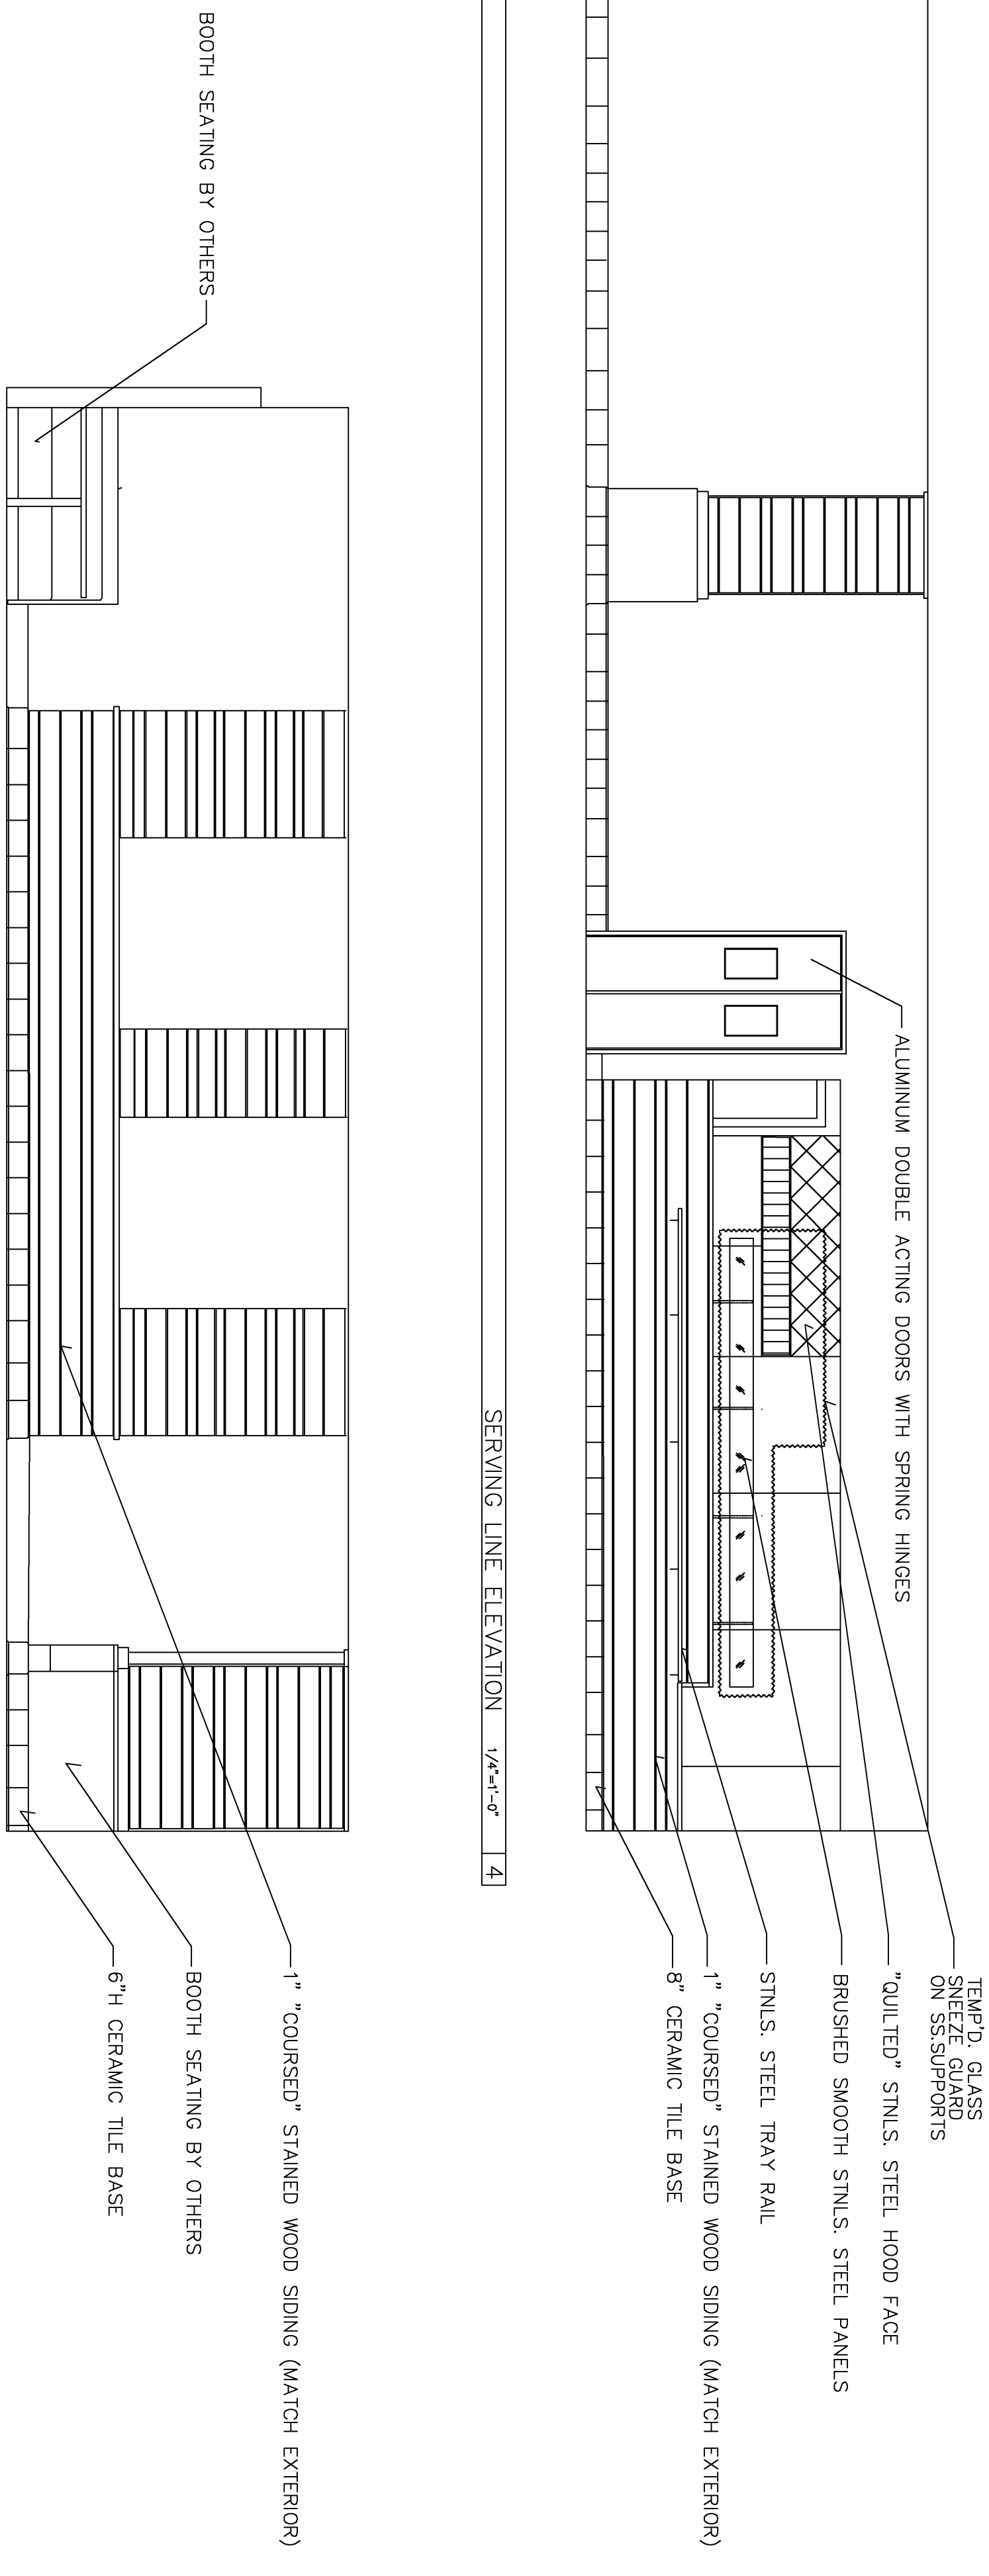 TEMP'D. GLASS
SNEEZE GUARD
ON SS.SUPPORTS
"QUILTED" STNLS. STEEL HOOD FACE
ALUMINUM DOUBLE ACTING DOORS WITH SPRING HINGES
BRUSHED SMOOTH STNLS. STEEL PANELS
STNLS. STEEL TRAY RAIL
1" "COURSED" STAINED WOOD SIDING (MATCH EXTERIOR)
8" CERAMIC TILE BASE
SERVING LINE ELEVATION 1/4"=1'-0" 4
1" "COURSED" STAINED WOOD SIDING (MATCH EXTERIOR)
BOOTH SEATING BY OTHERS
BOOTH SEATING BY OTHERS
6"H CERAMIC TILE BASE